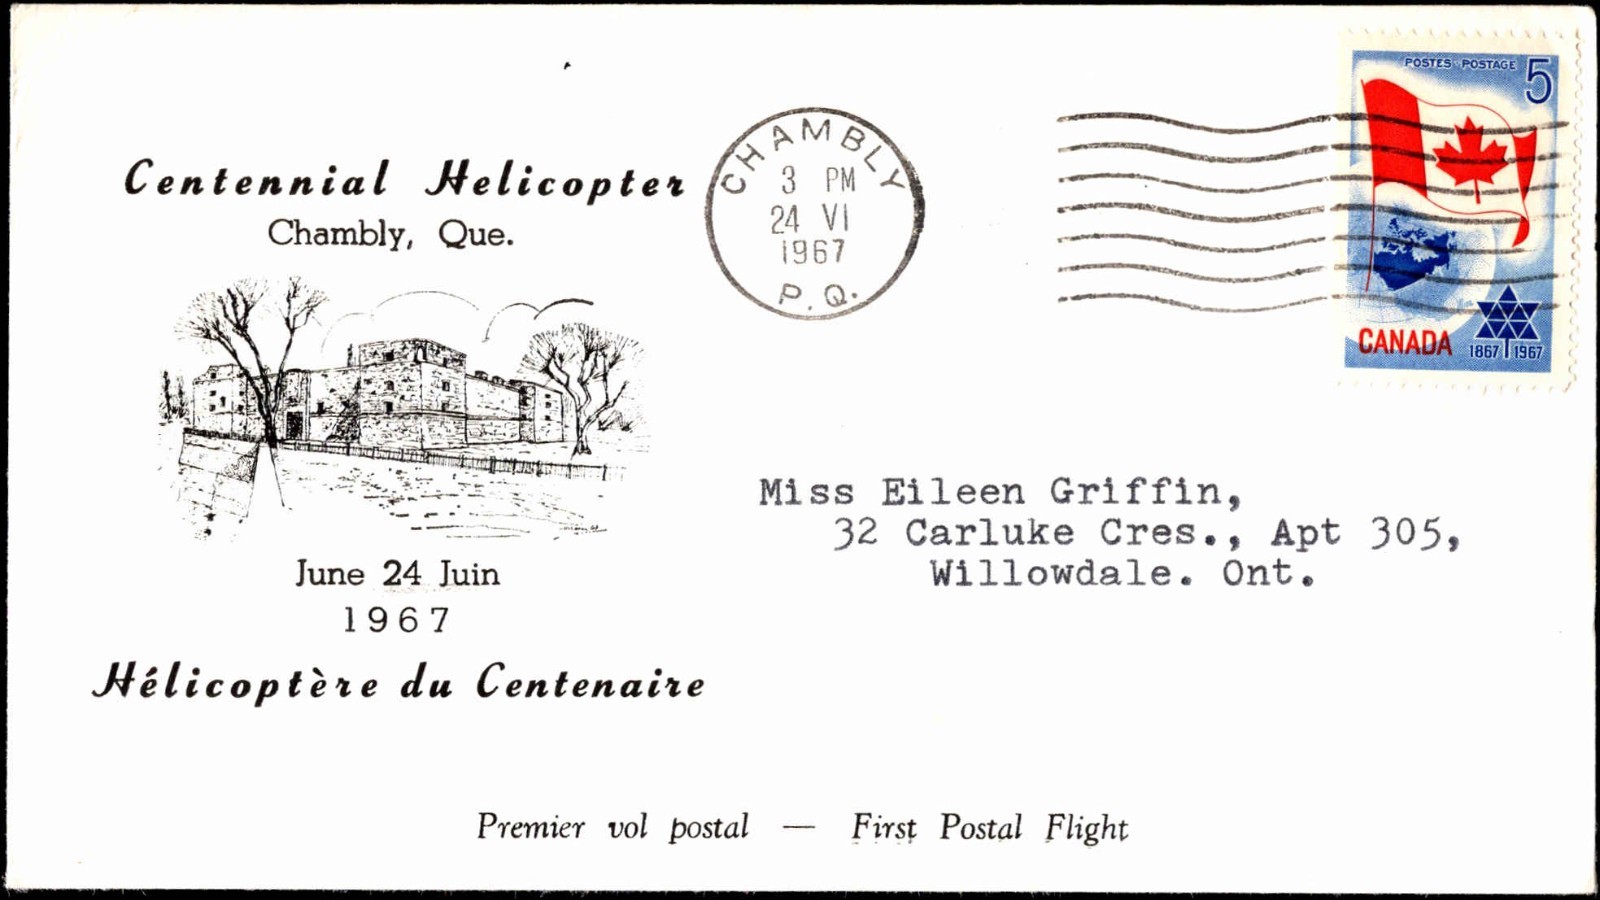 POSTES POSTAGE 5
CANADA
1867 1967
CHAMBLY
3 PM
24 VI
1967
P.Q.
Centennial Helicopter
Chambly, Que.
June 24 Juin
1967
Hélicoptère du Centenaire
Miss Eileen Griffin,
32 Carluke Cres., Apt 305,
Willowdale. Ont.
Premier vol postal — First Postal Flight